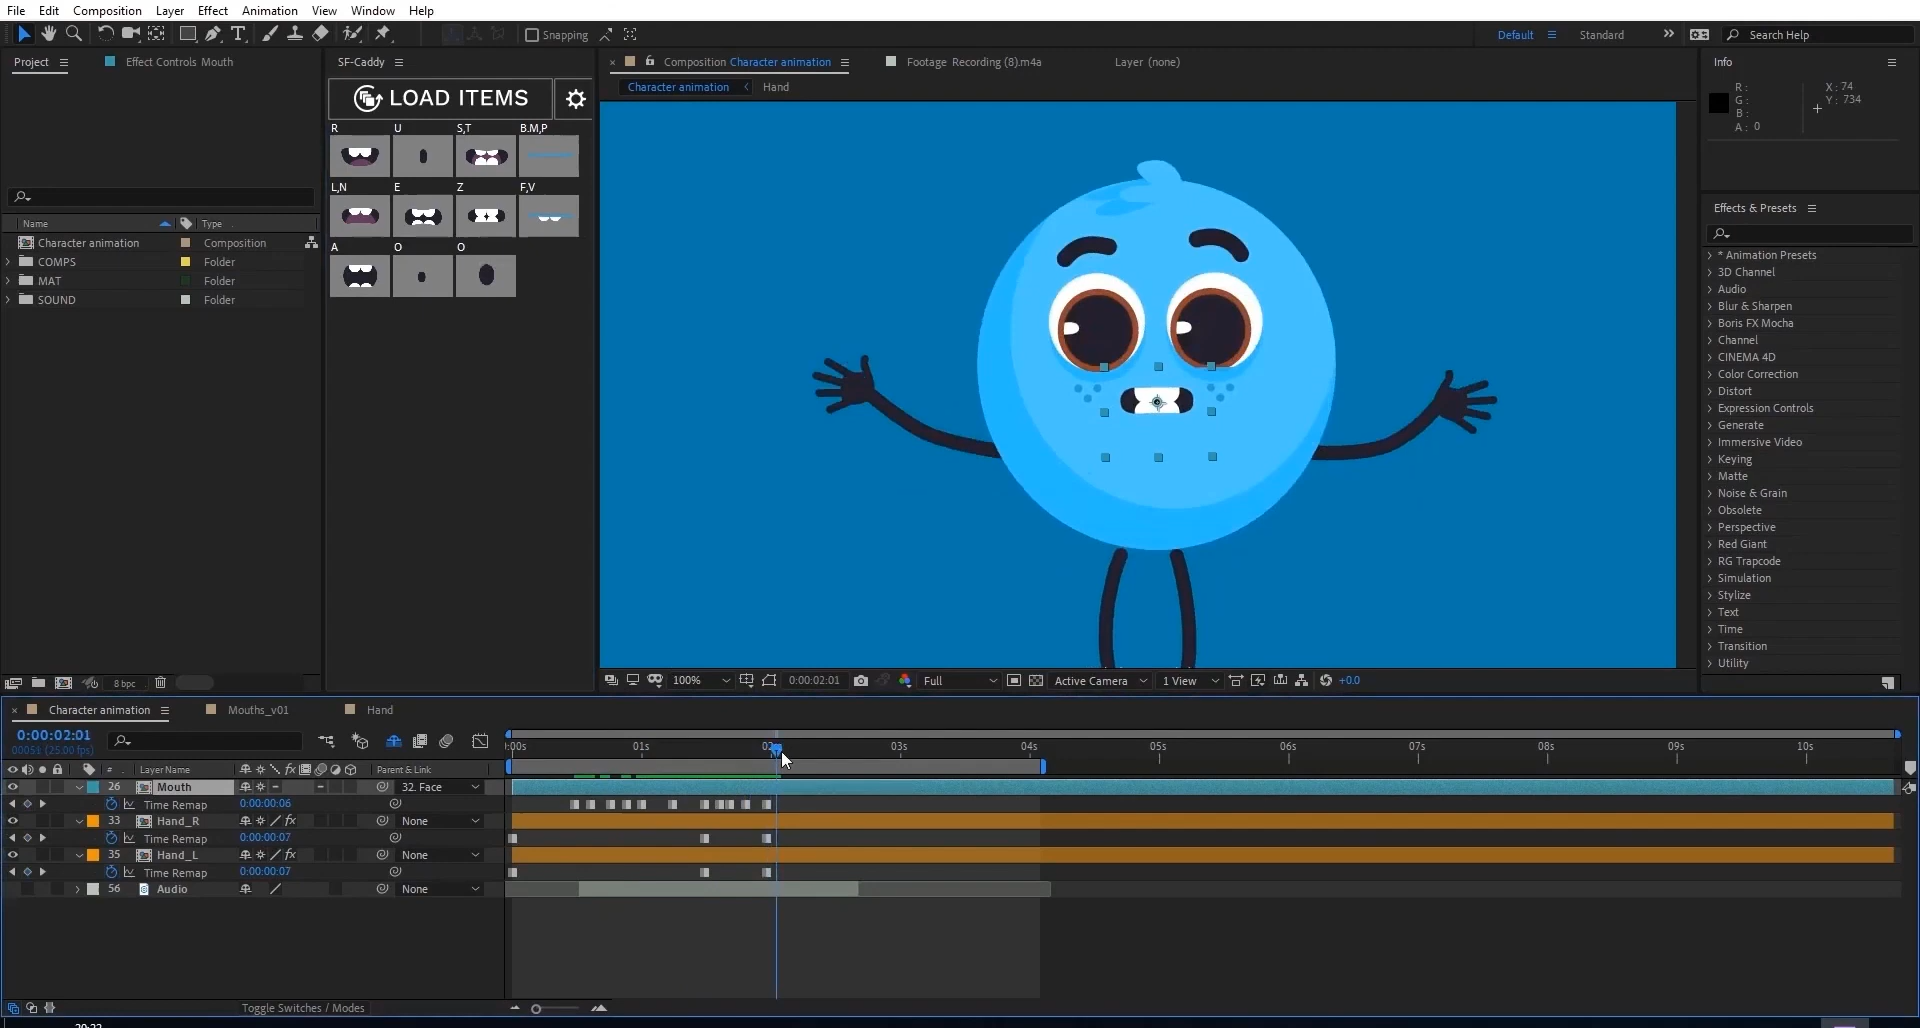 File Edit Composition Layer Effect Animation View Window Help
Snapping
Default Standard Search Help
Project Effect Controls Mouth
Name Type
Character animation Composition
COMPS Folder
MAT Folder
SOUND Folder
8 bpc
SF-Caddy
LOAD ITEMS
R U S,T B.M,P
L,N E Z F,V
A O O
Composition Character animation Footage Recording (8).m4a Layer (none)
Character animation Hand
100% 0:00:02:01 Full Active Camera 1 View +0.0
Info
R : X : 74
G : Y : 734
B :
A : 0
Effects & Presets
* Animation Presets
3D Channel
Audio
Blur & Sharpen
Boris FX Mocha
Channel
CINEMA 4D
Color Correction
Distort
Expression Controls
Generate
Immersive Video
Keying
Matte
Noise & Grain
Obsolete
Perspective
Red Giant
RG Trapcode
Simulation
Stylize
Text
Time
Transition
Utility
Character animation Mouths_v01 Hand
0:00:02:01
00051 (25.00 fps)
:00s 01s 02s 03s 04s 05s 06s 07s 08s 09s 10s
# Layer Name fx Parent & Link
26 Mouth 32. Face
Time Remap 0:00:00:06
33 Hand_R fx None
Time Remap 0:00:00:07
35 Hand_L fx None
Time Remap 0:00:00:07
56 Audio None
Toggle Switches / Modes